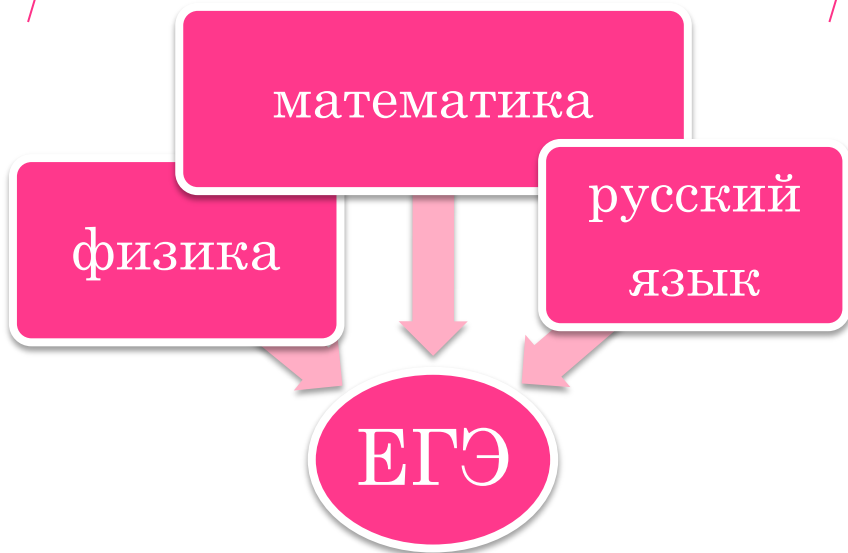 математика
физика
русский
язык
ЕГЭ